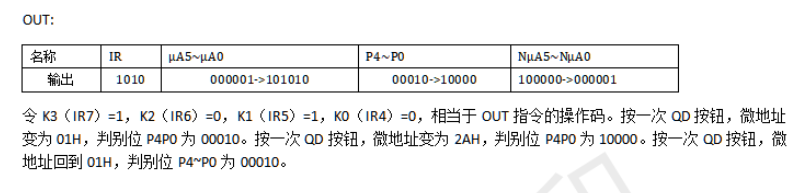 OUT:
名称 IR μA5~μA0 P4~P0 NμA5~NμA0
输出 1010 000001->101010 00010->10000 100000->000001
令 K3（IR7）=1，K2（IR6）=0，K1（IR5）=1，K0（IR4）=0，相当于 OUT 指令的操作码。按一次 QD 按钮，微地址
变为 01H，判别位 P4P0 为 00010。按一次 QD 按钮，微地址变为 2AH，判别位 P4P0 为 10000。按一次 QD 按钮，微
地址回到 01H，判别位 P4~P0 为 00010。